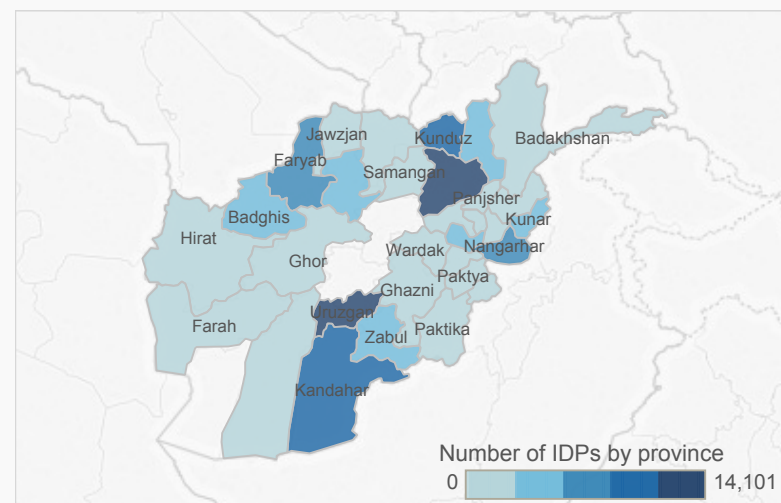 Jawzjan
Kunduz
Badakhshan
Faryab
Samangan
Panjsher
Badghis
Kunar
Hirat
Wardak
Nangarhar
Ghor
Paktya
Ghazni
Uruzgan
Farah
Paktika
Zabul
Kandahar
Number of IDPs by province
0 14,101